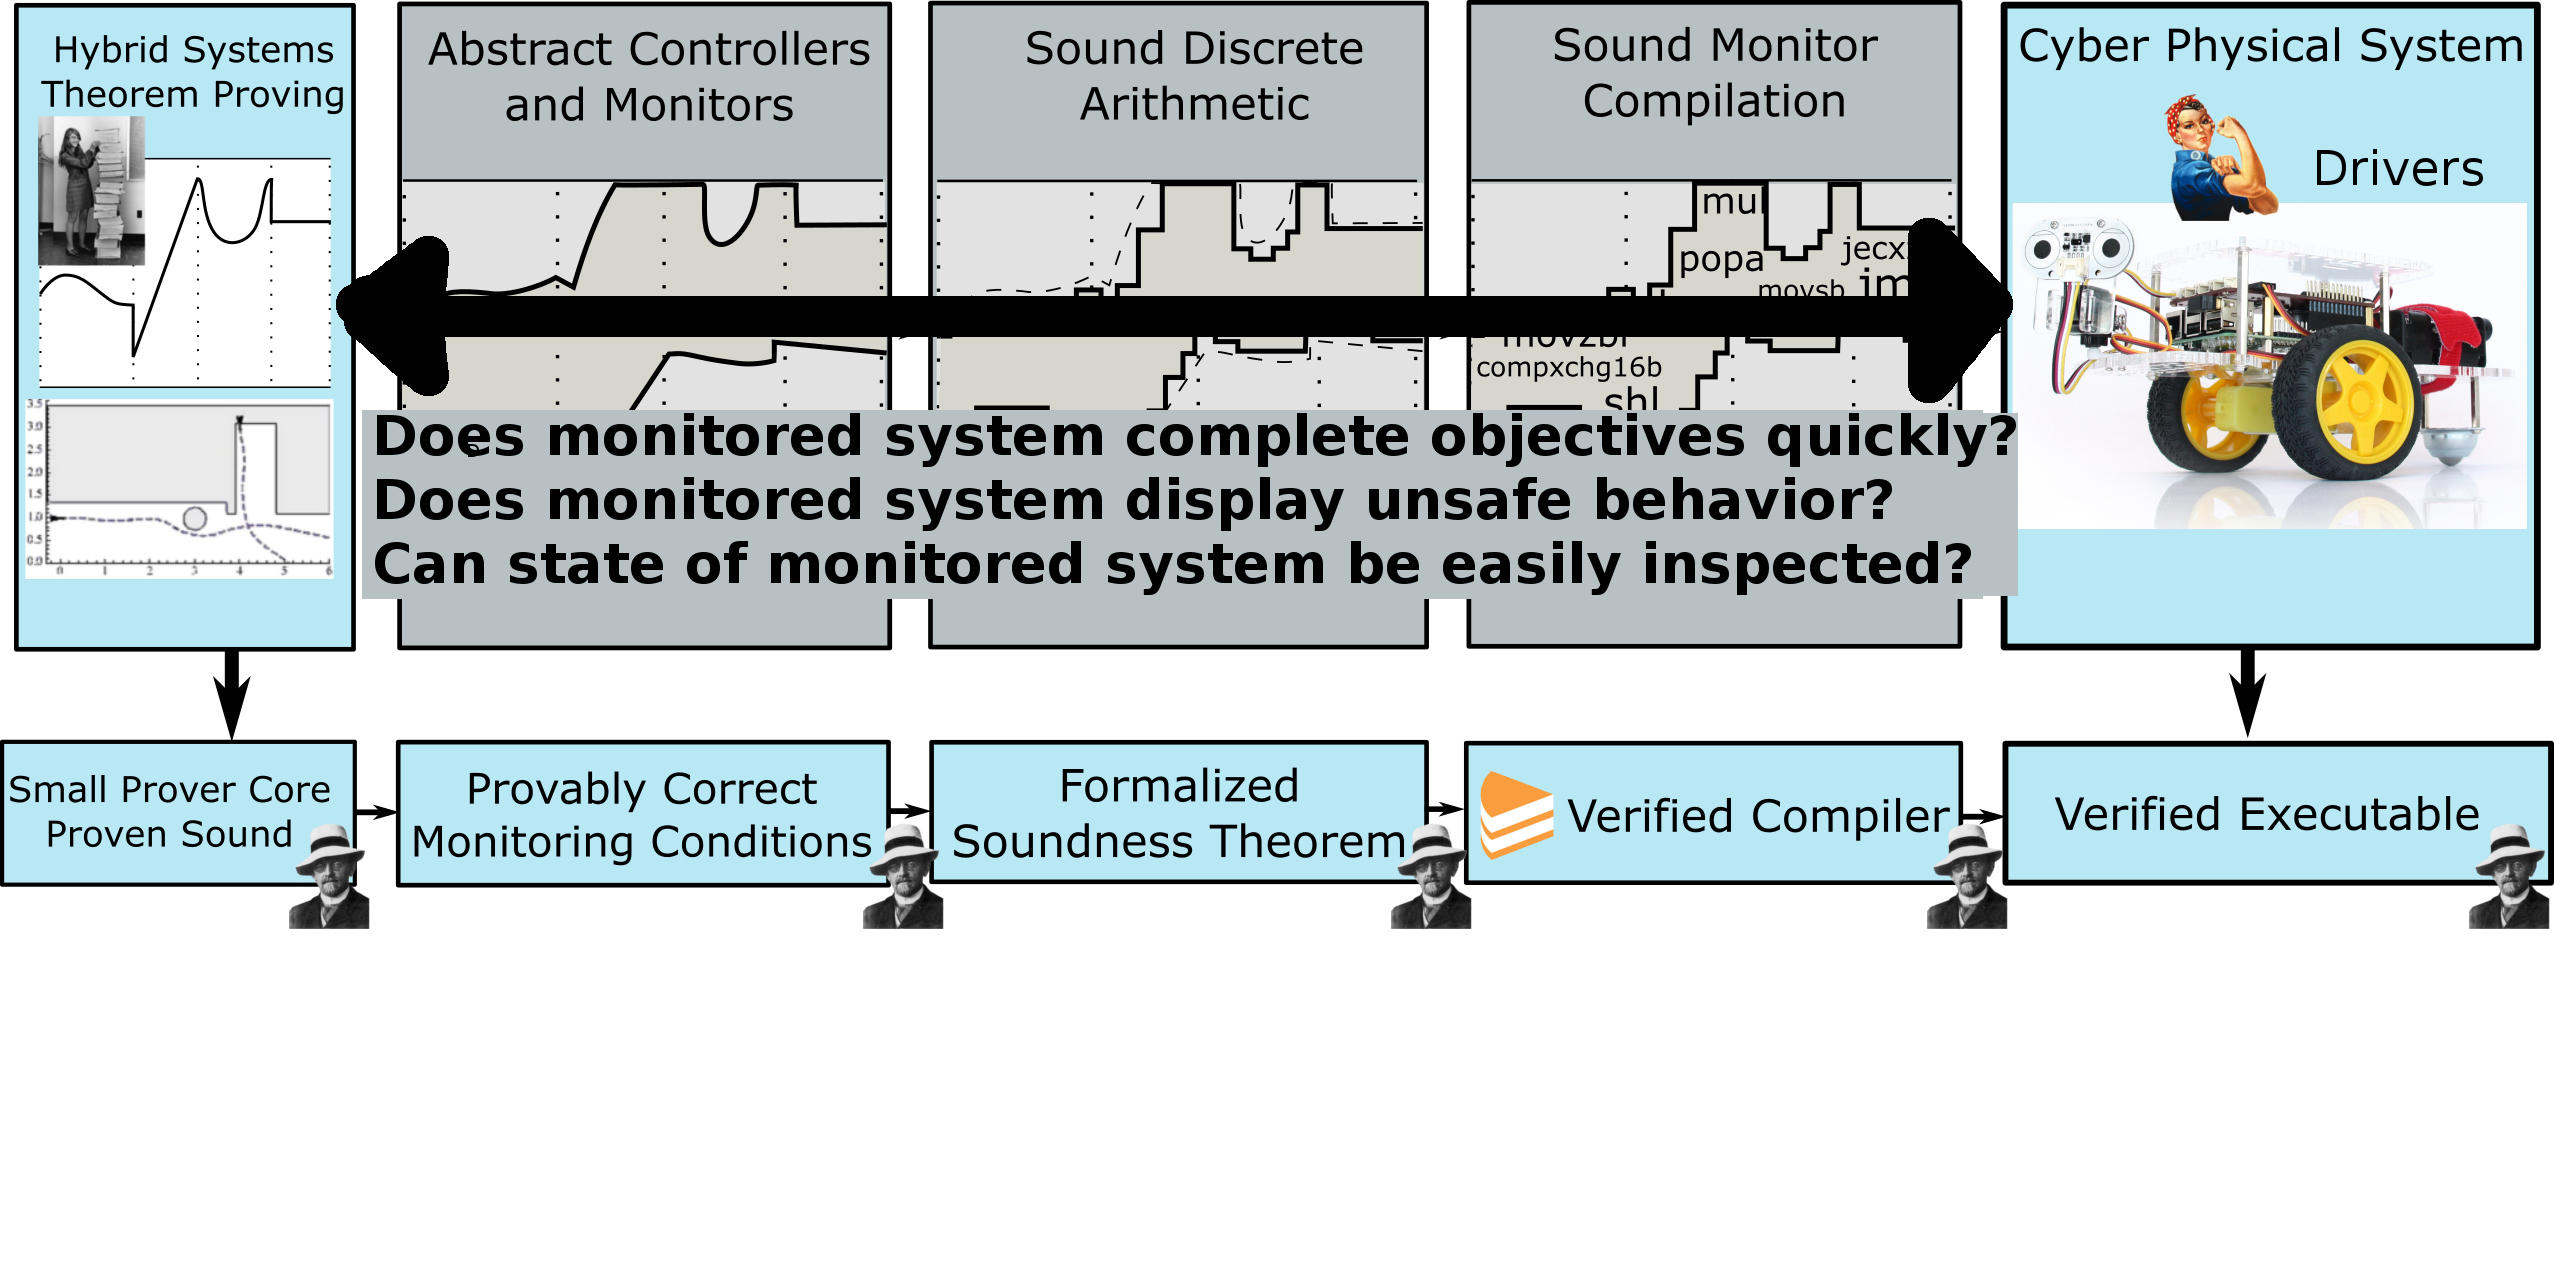 Hybrid Systems
Theorem Proving
Abstract Controllers
and Monitors
Sound Discrete
Arithmetic
Sound Monitor
Compilation
Cyber Physical System
Drivers
mul
popa
movsb
compxchg16b
shl
3.5
3.0
2.5
2.0
1.5
1.0
0.5
0.0
0 1 2 3 4 5 6
Does monitored system complete objectives quickly?
Does monitored system display unsafe behavior?
Can state of monitored system be easily inspected?
Small Prover Core
Proven Sound
Provably Correct
Monitoring Conditions
Formalized
Soundness Theorem
Verified Compiler
Verified Executable